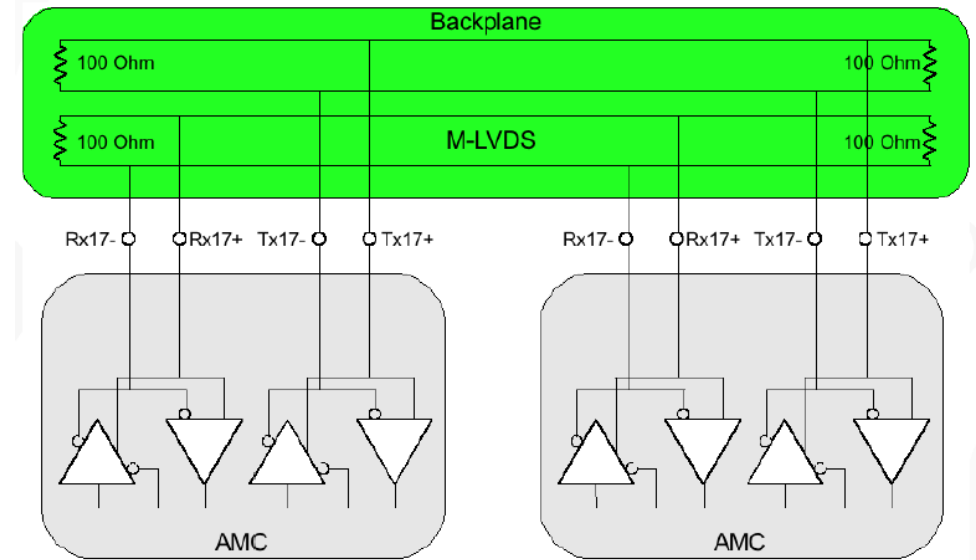 Backplane
100 Ohm 100 Ohm
100 Ohm M-LVDS 100 Ohm
Rx17- Rx17+ Tx17- Tx17+ Rx17- Rx17+ Tx17- Tx17+
AMC AMC